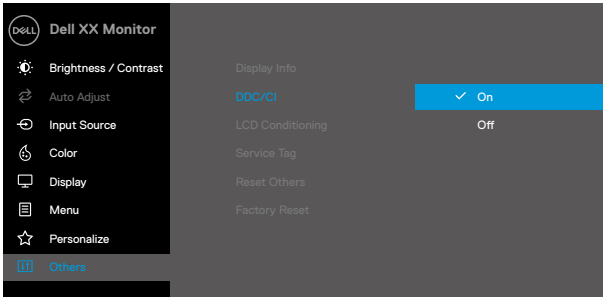 DELL
Dell XX Monitor
Brightness / Contrast
Auto Adjust
Input Source
Color
Display
Menu
Personalize
Others
Display Info
DDC/CI
LCD Conditioning
Service Tag
Reset Others
Factory Reset
On
Off